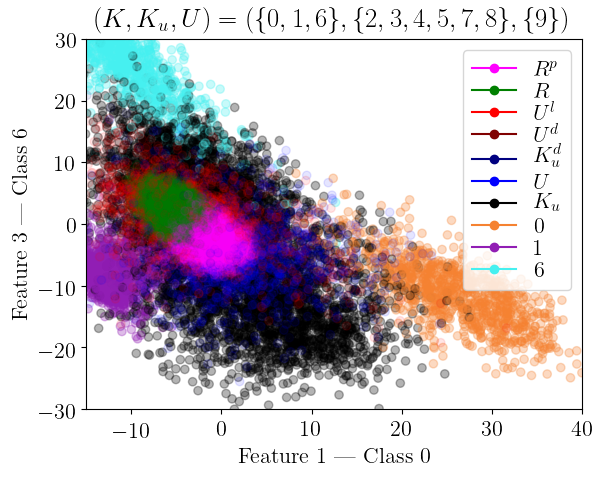 (K, K_u, U) = ({0, 1, 6}, {2, 3, 4, 5, 7, 8}, {9})
30
20
10
0
−10
−20
−30
Feature 3 — Class 6
−10
0
10
20
30
40
Feature 1 — Class 0
R^p
R
U^l
U^d
K_u^d
U
K_u
0
1
6